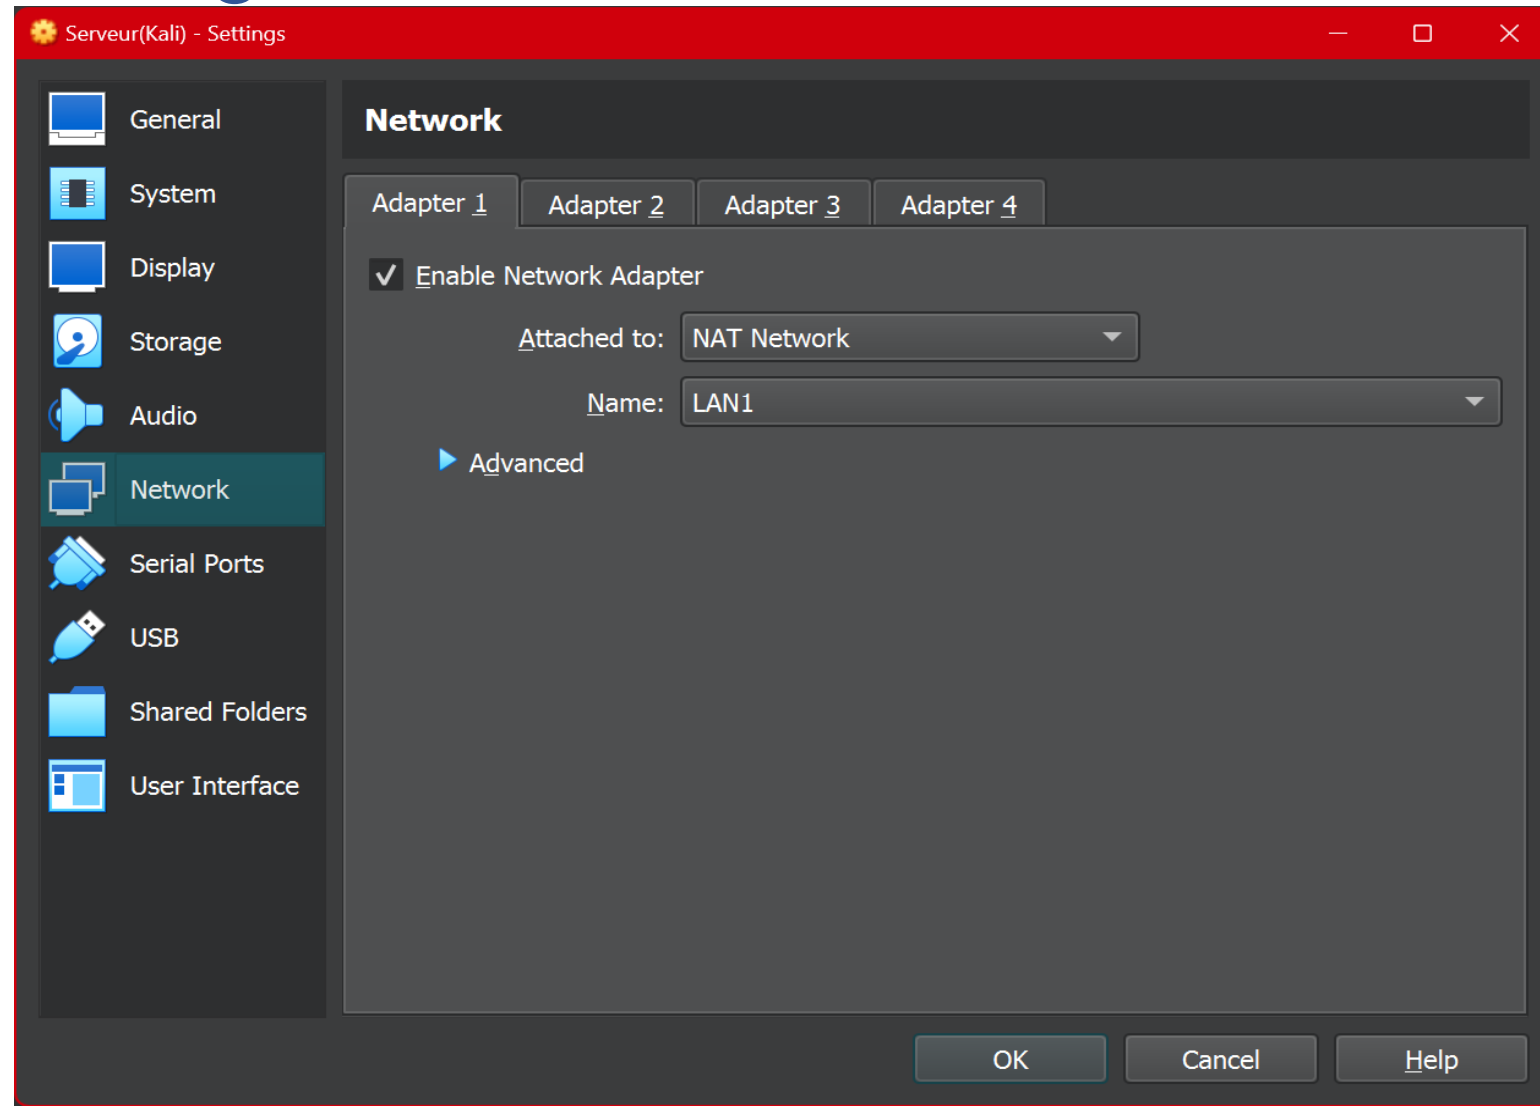 Serveur(Kali) - Settings
General
System
Display
Storage
Audio
Network
Serial Ports
USB
Shared Folders
User Interface
Network
Adapter 1 Adapter 2 Adapter 3 Adapter 4
Enable Network Adapter
Attached to: NAT Network
Name: LAN1
Advanced
OK Cancel Help